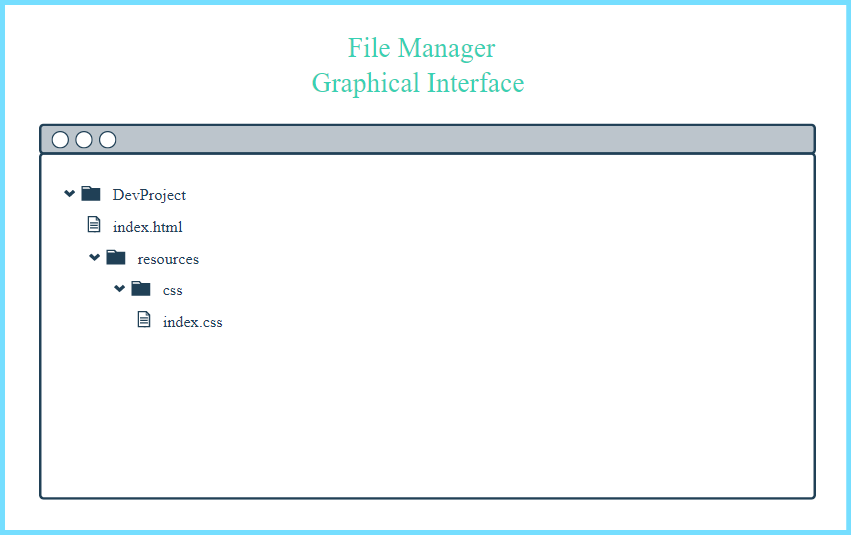 File Manager
Graphical Interface
DevProject
index.html
resources
css
index.css